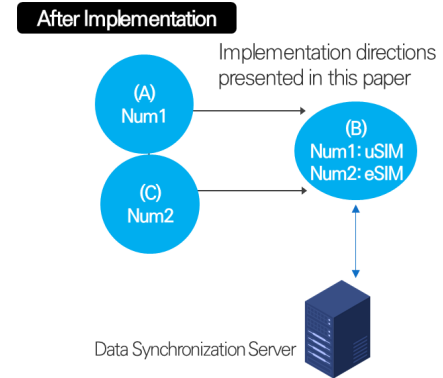 After Implementation
Implementation directions
presented in this paper
(A)
Num1
(B)
Num1: uSIM
Num2: eSIM
(C)
Num2
Data Synchronization Server